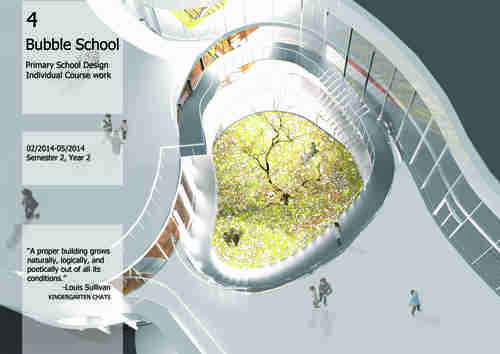 4
Bubble School
Primary School Design
Individual Course work
02/2014-05/2014
Semester 2, Year 2
"A proper building grows
naturally, logically, and
poetically out of all its
conditions."
-Louis Sullivan
KINDERGARTEN CHATS